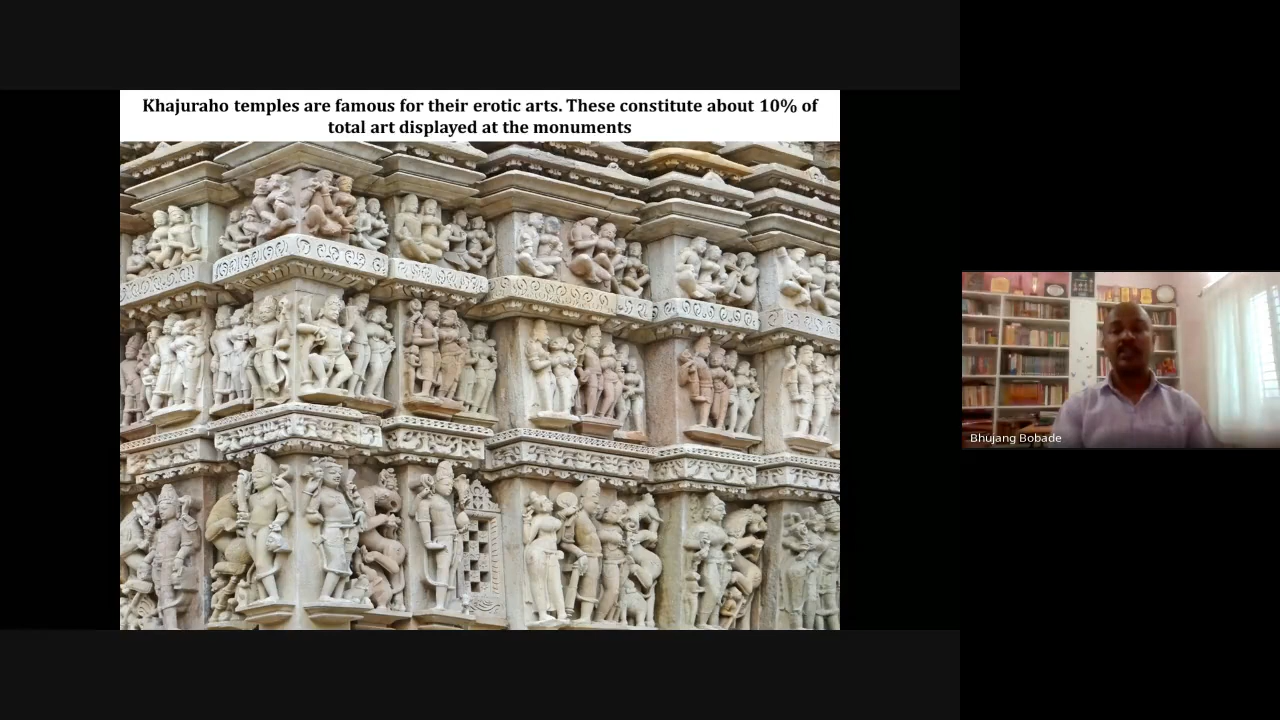 Khajuraho temples are famous for their erotic arts. These constitute about 10% of
total art displayed at the monuments
Bhujang Bobade